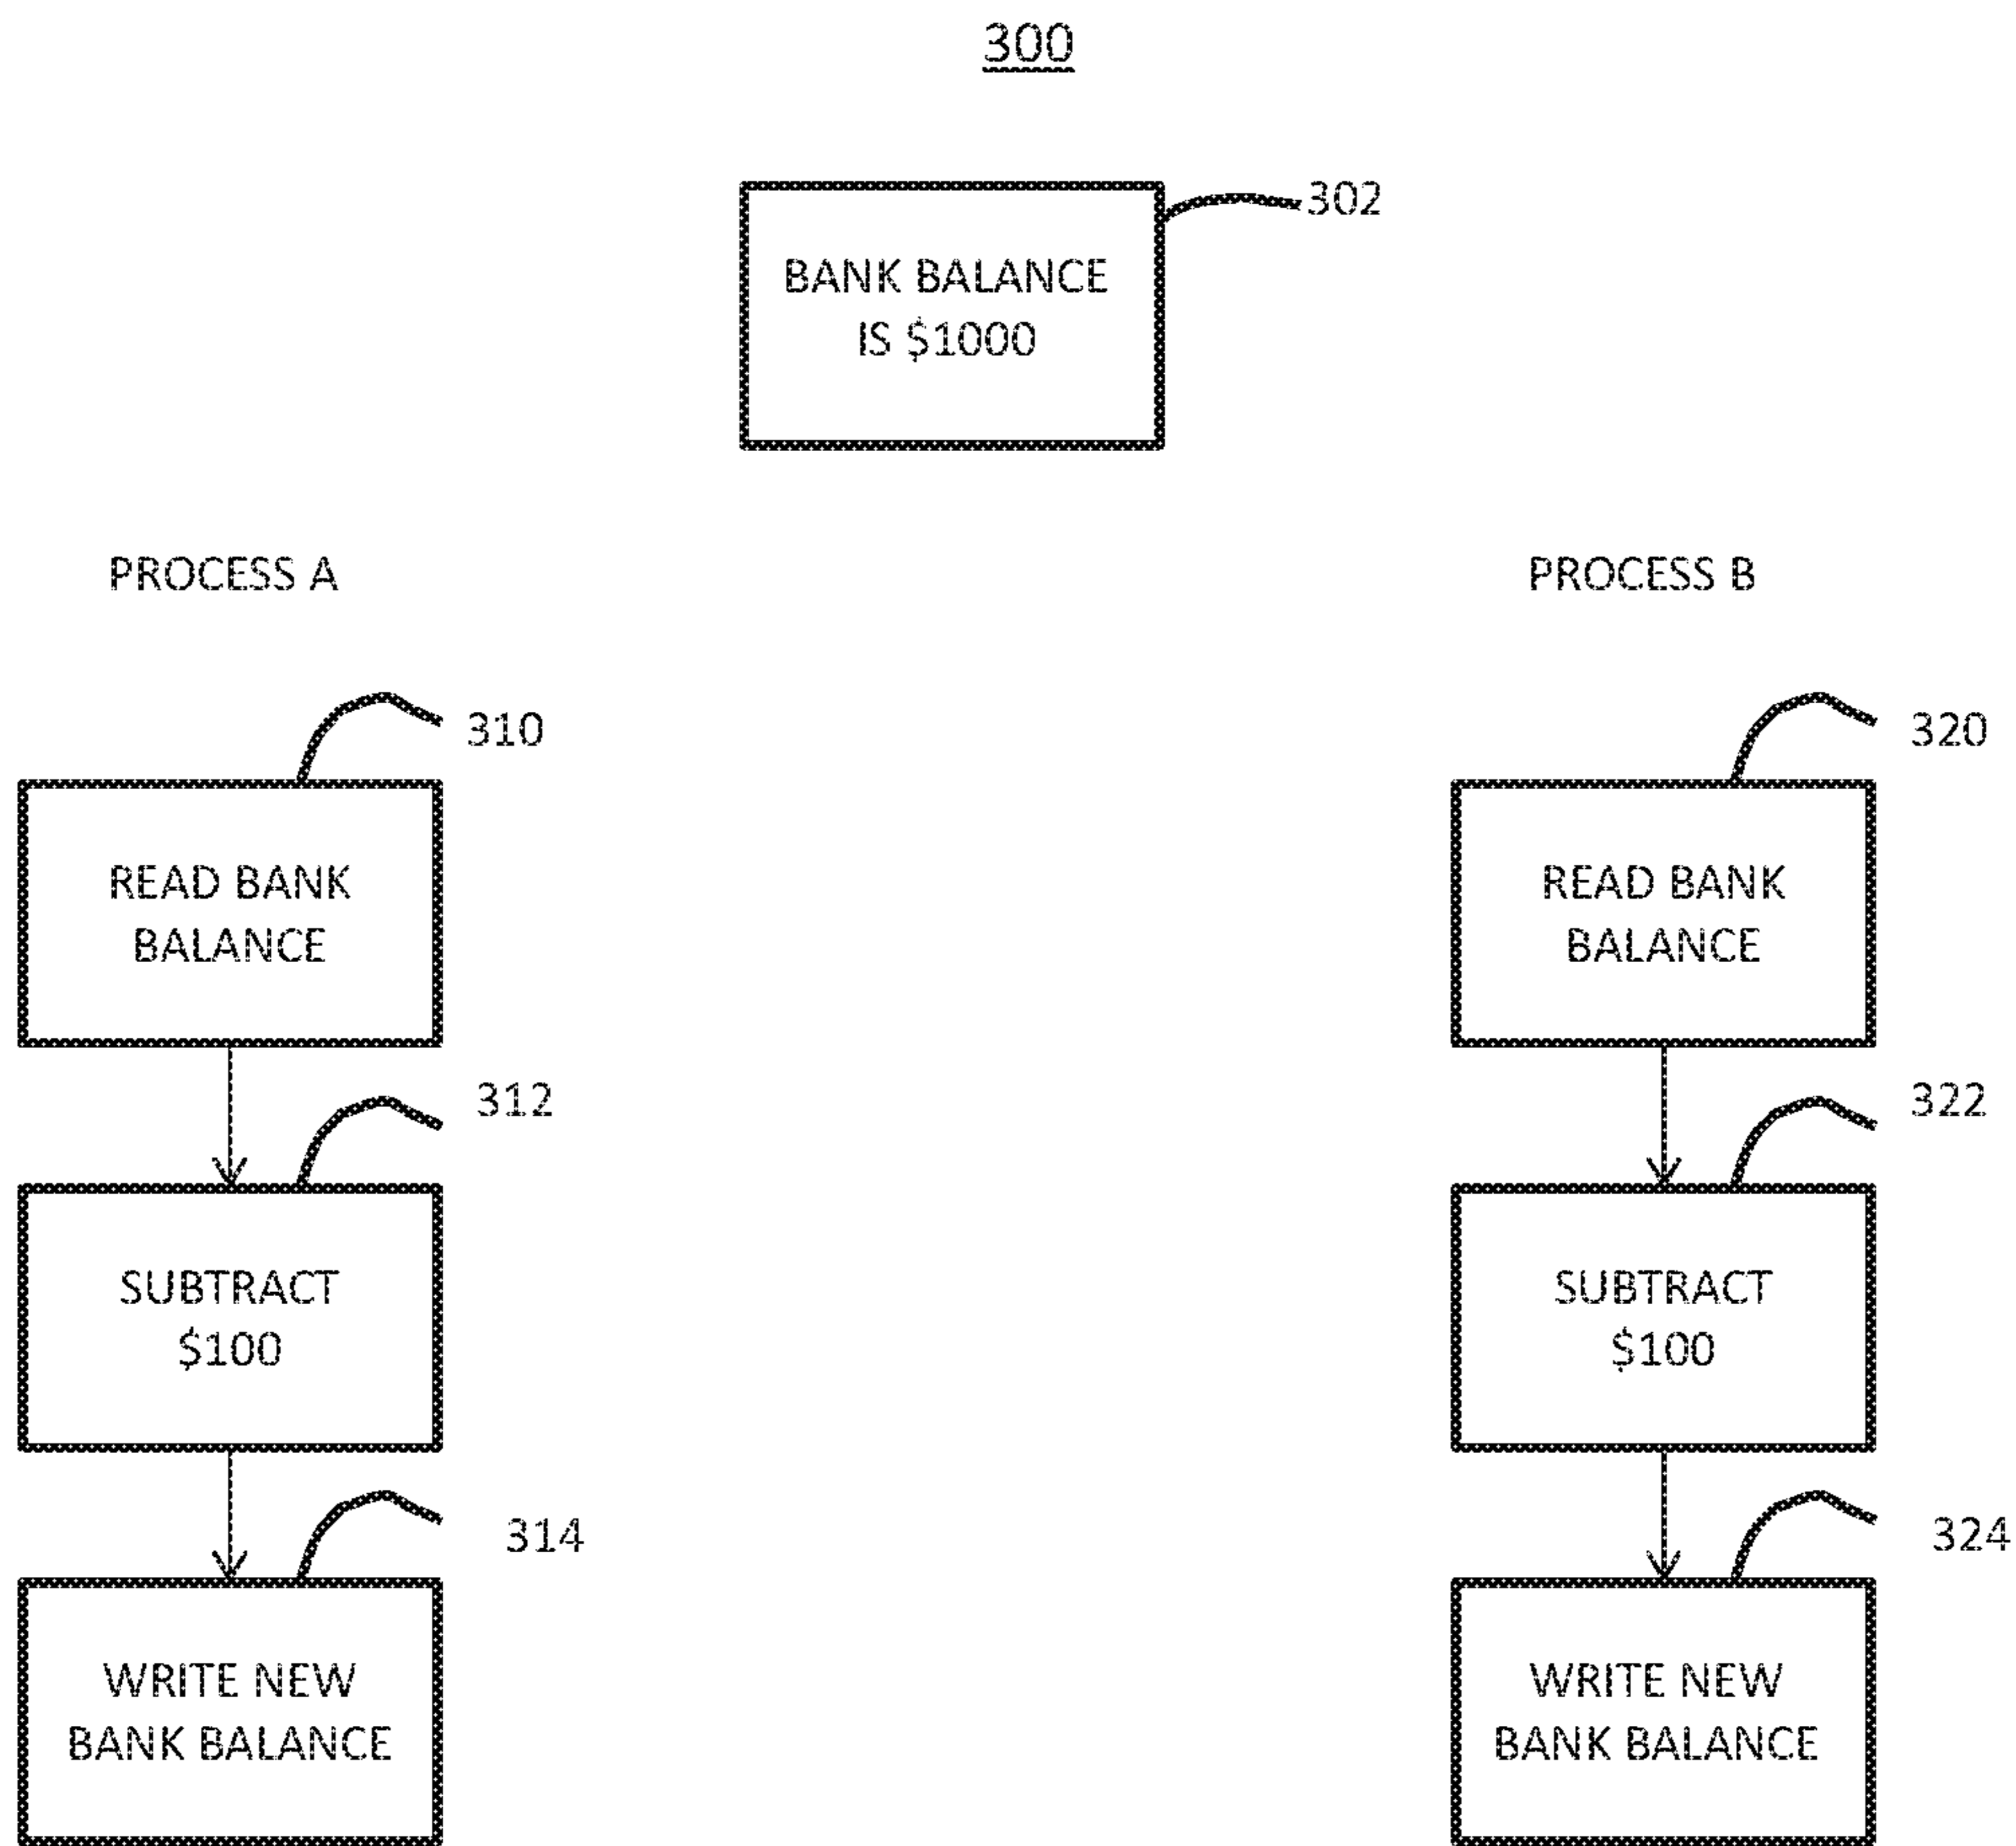 300
302
BANK BALANCE
IS $1000
PROCESS A
PROCESS B
310
READ BANK
BALANCE
320
READ BANK
BALANCE
312
SUBTRACT
$100
322
SUBTRACT
$100
314
WRITE NEW
BANK BALANCE
324
WRITE NEW
BANK BALANCE